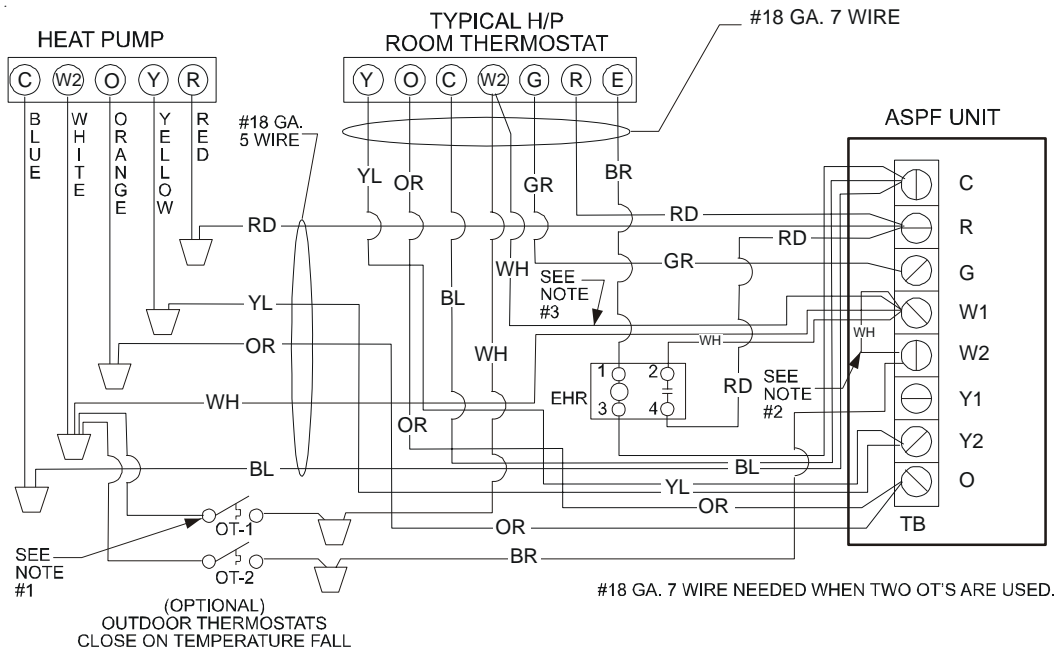 TYPICAL H/P
ROOM THERMOSTAT
#18 GA. 7 WIRE
HEAT PUMP
C W2 O Y R
Y O C W2 G R E
BLUE
WHITE
ORANGE
YELLOW
RED
#18 GA.
5 WIRE
ASPF UNIT
YL
OR
GR
BR
C
RD
RD
RD
R
WH
SEE
NOTE
#3
GR
G
BL
YL
W1
WH
WH
OR
WH
W2
1 2
EHR
3 4
RD
SEE
NOTE
#2
WH
Y1
OR
Y2
BL
BL
YL
O
OR
TB
OT-1
OR
SEE
NOTE
#1
OT-2
BR
#18 GA. 7 WIRE NEEDED WHEN TWO OT'S ARE USED.
(OPTIONAL)
OUTDOOR THERMOSTATS
CLOSE ON TEMPERATURE FALL